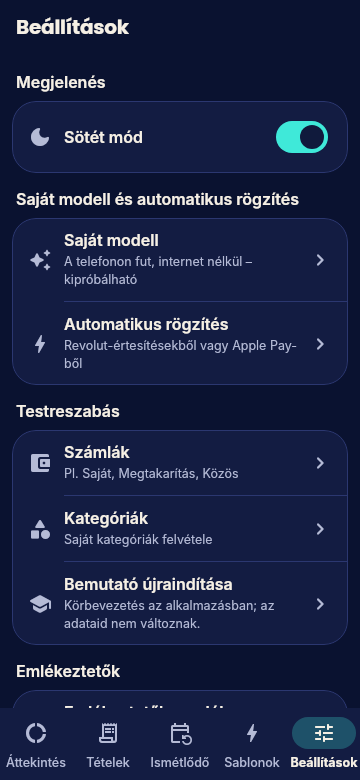 Beállítások
Megjelenés
Sötét mód
Saját modell és automatikus rögzítés
Saját modell
A telefonon fut, internet nélkül –
kipróbálható
Automatikus rögzítés
Revolut-értesítésekből vagy Apple Pay-
ből
Testreszabás
Számlák
Pl. Saját, Megtakarítás, Közös
Kategóriák
Saját kategóriák felvétele
Bemutató újraindítása
Körbevezetés az alkalmazásban; az
adataid nem változnak.
Emlékeztetők
Áttekintés
Tételek
Ismétlődő
Sablonok
Beállítások